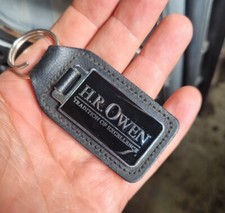 H.R. OWEN
TRADITION OF EXCELLENCE